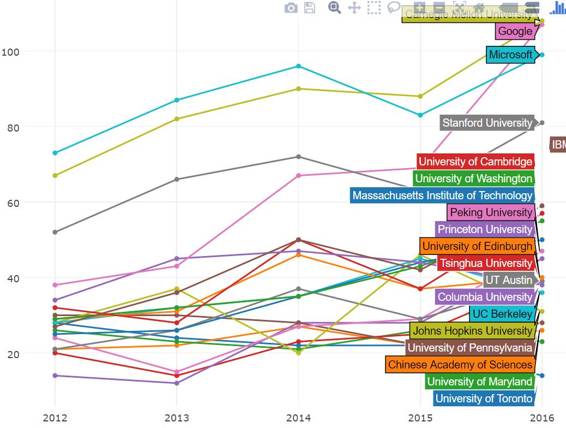 Carnegie Mellon University
Google
100
Microsoft
80
Stanford University
IBM
University of Cambridge
University of Washington
60
Massachusetts Institute of Technology
Peking University
Princeton University
University of Edinburgh
40
Tsinghua University
UT Austin
Columbia University
UC Berkeley
Johns Hopkins University
20
University of Pennsylvania
Chinese Academy of Sciences
University of Maryland
University of Toronto
2012 2013 2014 2015 2016